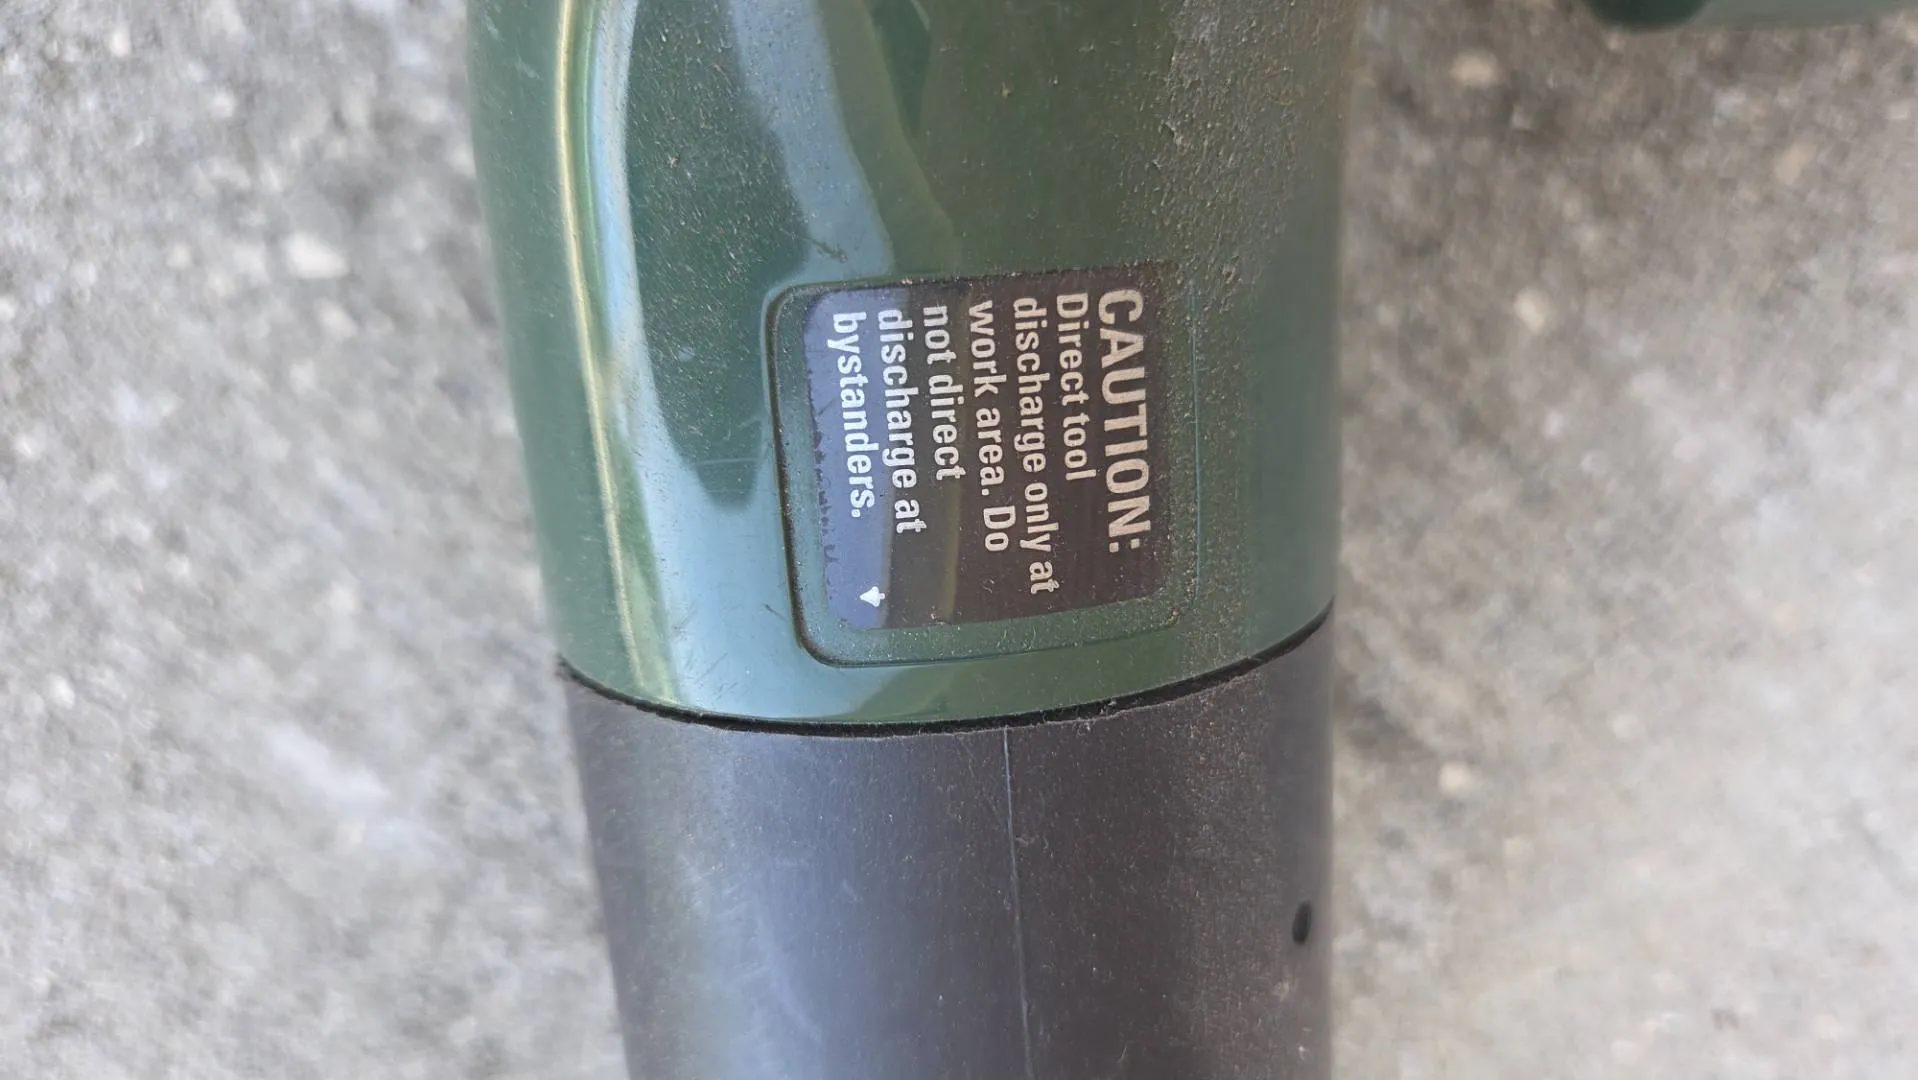 CAUTION:
Direct tool
discharge only at
work area. Do
not direct
discharge at
bystanders.